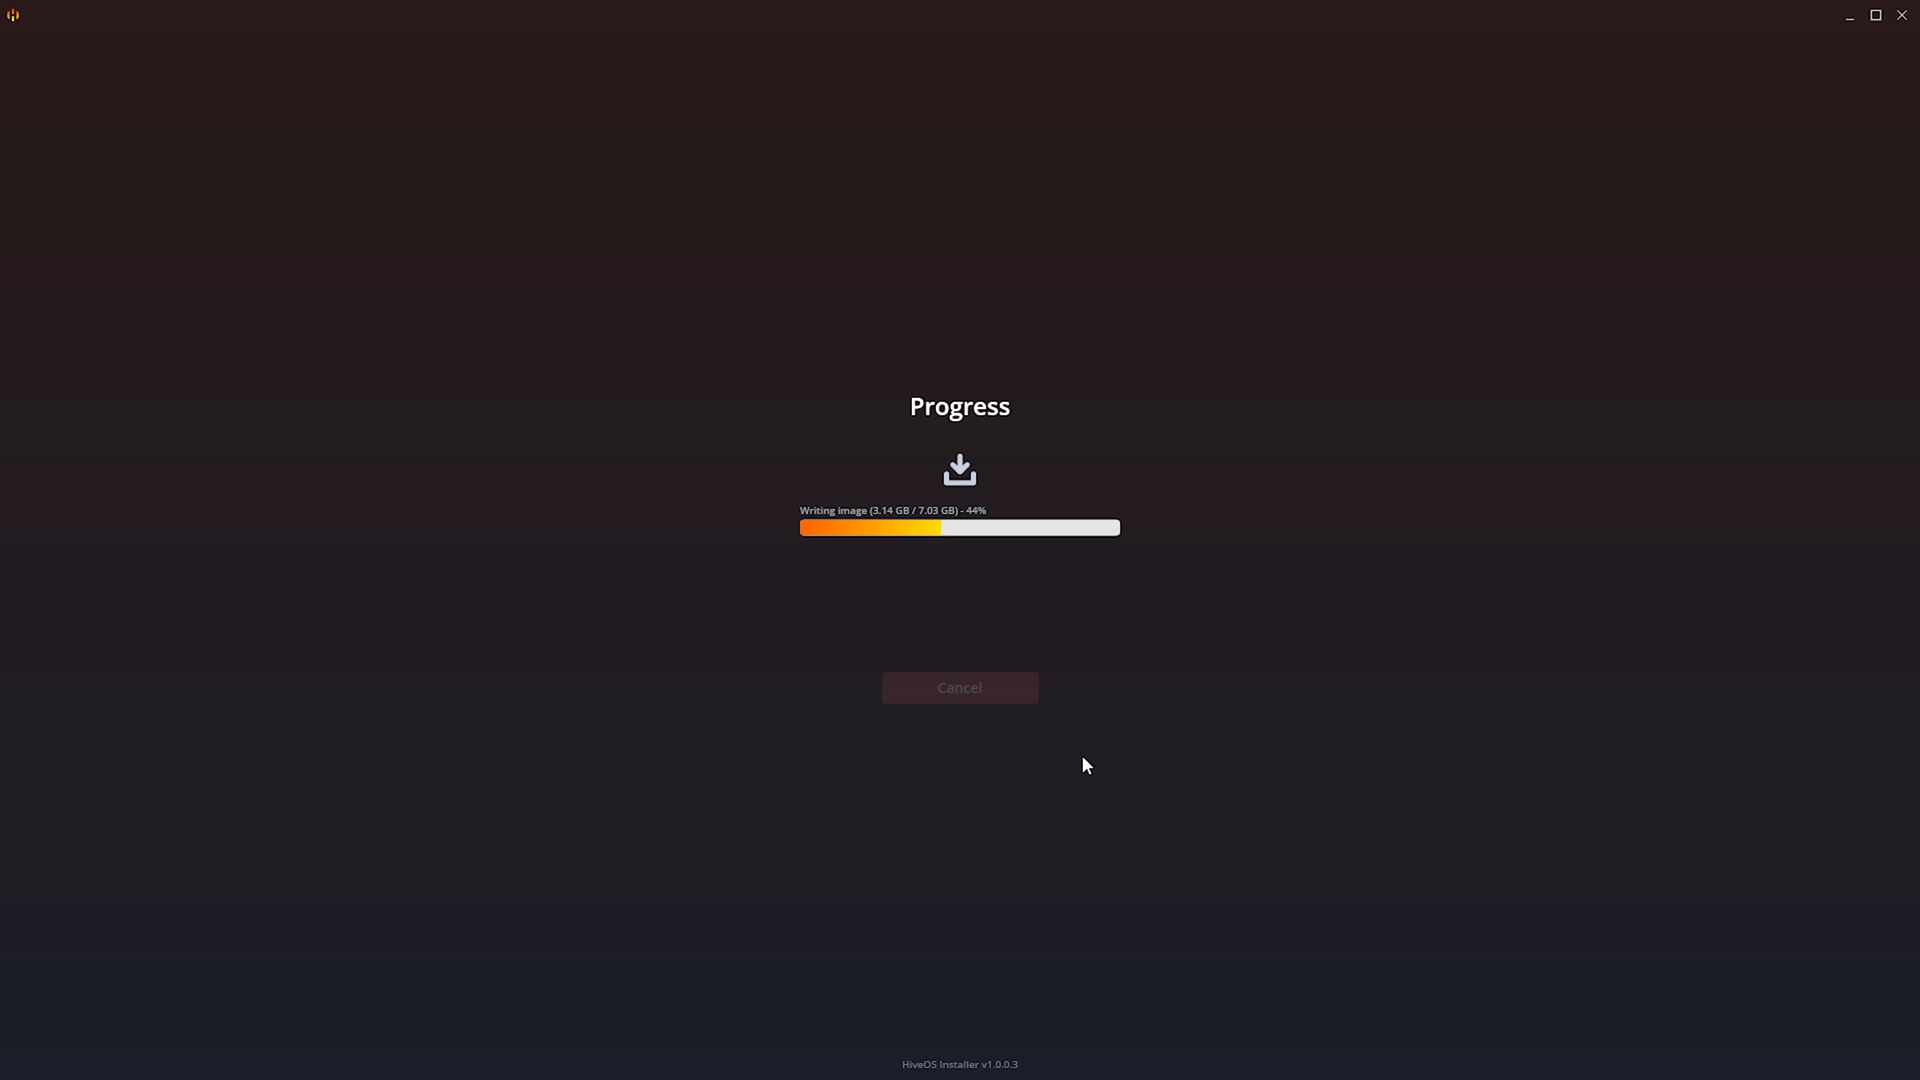 Progress
Writing image (3.14 GB / 7.03 GB) - 44%
Cancel
HiveOS Installer v1.0.0.3